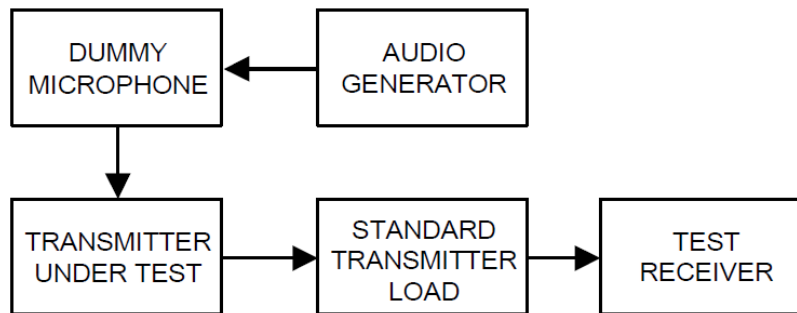 DUMMY
MICROPHONE
AUDIO
GENERATOR
TRANSMITTER
UNDER TEST
STANDARD
TRANSMITTER
LOAD
TEST
RECEIVER